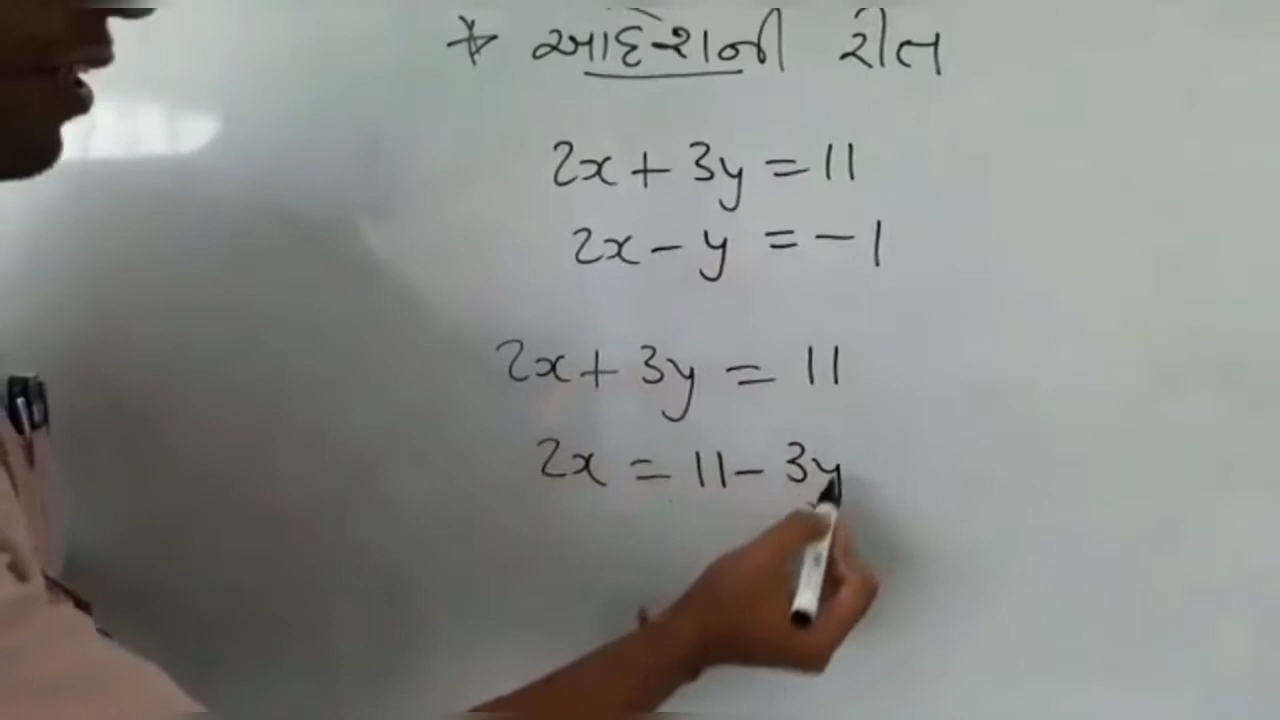 * આદેશની રીત
2x + 3y = 11
2x - y = - 1
2x + 3y = 11
2x = 11 - 3y